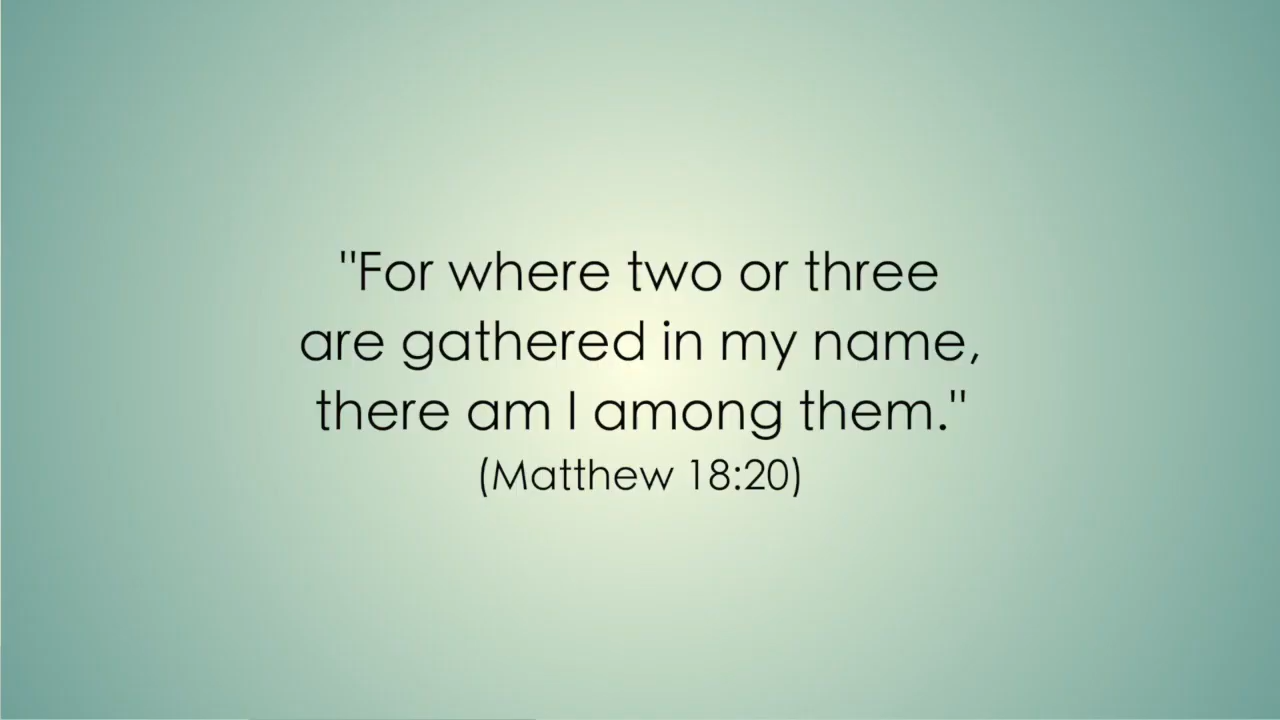 "For where two or three
are gathered in my name,
there am I among them."
(Matthew 18:20)